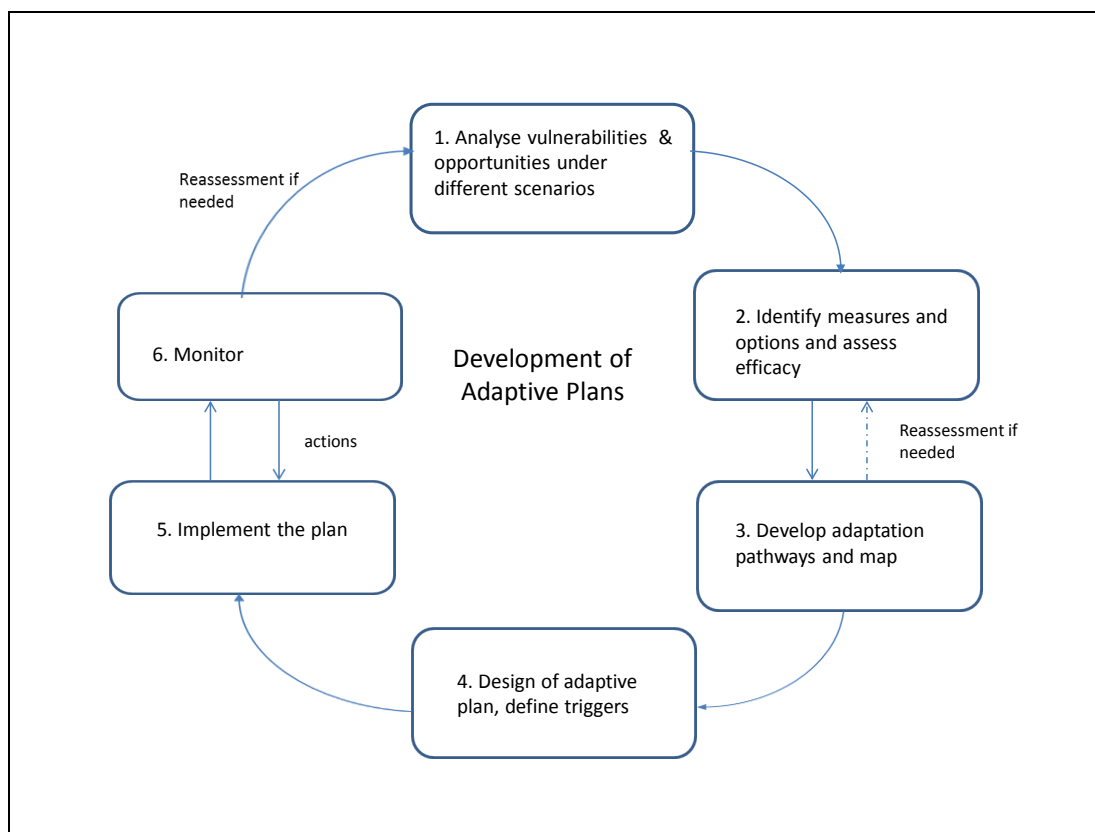 1. Analyse vulnerabilities &
opportunities under
different scenarios
Reassessment if
needed
2. Identify measures and
options and assess
efficacy
6. Monitor
Development of
Adaptive Plans
actions
Reassessment if
needed
5. Implement the plan
3. Develop adaptation
pathways and map
4. Design of adaptive
plan, define triggers